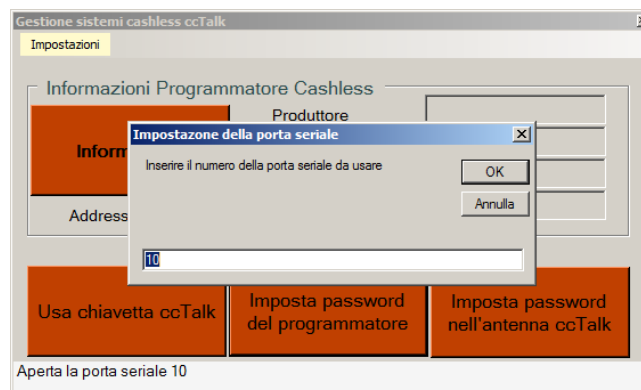 Gestione sistemi cashless ccTalk
Impostazioni
Informazioni Programmatore Cashless
Produttore
Impostazone della porta seriale
Inform
Inserire il numero della porta seriale da usare
OK
Annulla
Address
10
Usa chiavetta ccTalk
Imposta password
del programmatore
Imposta password
nell'antenna ccTalk
Aperta la porta seriale 10